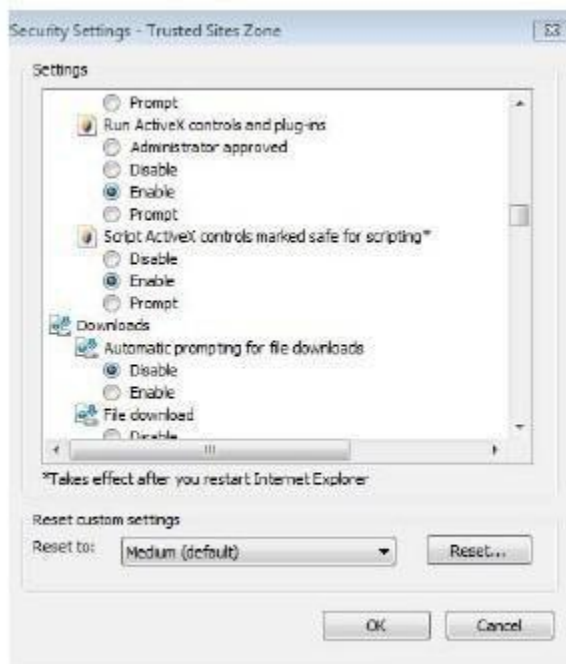 Security Settings - Trusted Sites Zone
Settings
Prompt
Run ActiveX controls and plug-ins
Administrator approved
Disable
Enable
Prompt
Script ActiveX controls marked safe for scripting*
Disable
Enable
Prompt
Downloads
Automatic prompting for file downloads
Disable
Enable
File download
Disable
*Takes effect after you restart Internet Explorer
Reset custom settings
Reset to: Medium (default) Reset...
OK Cancel